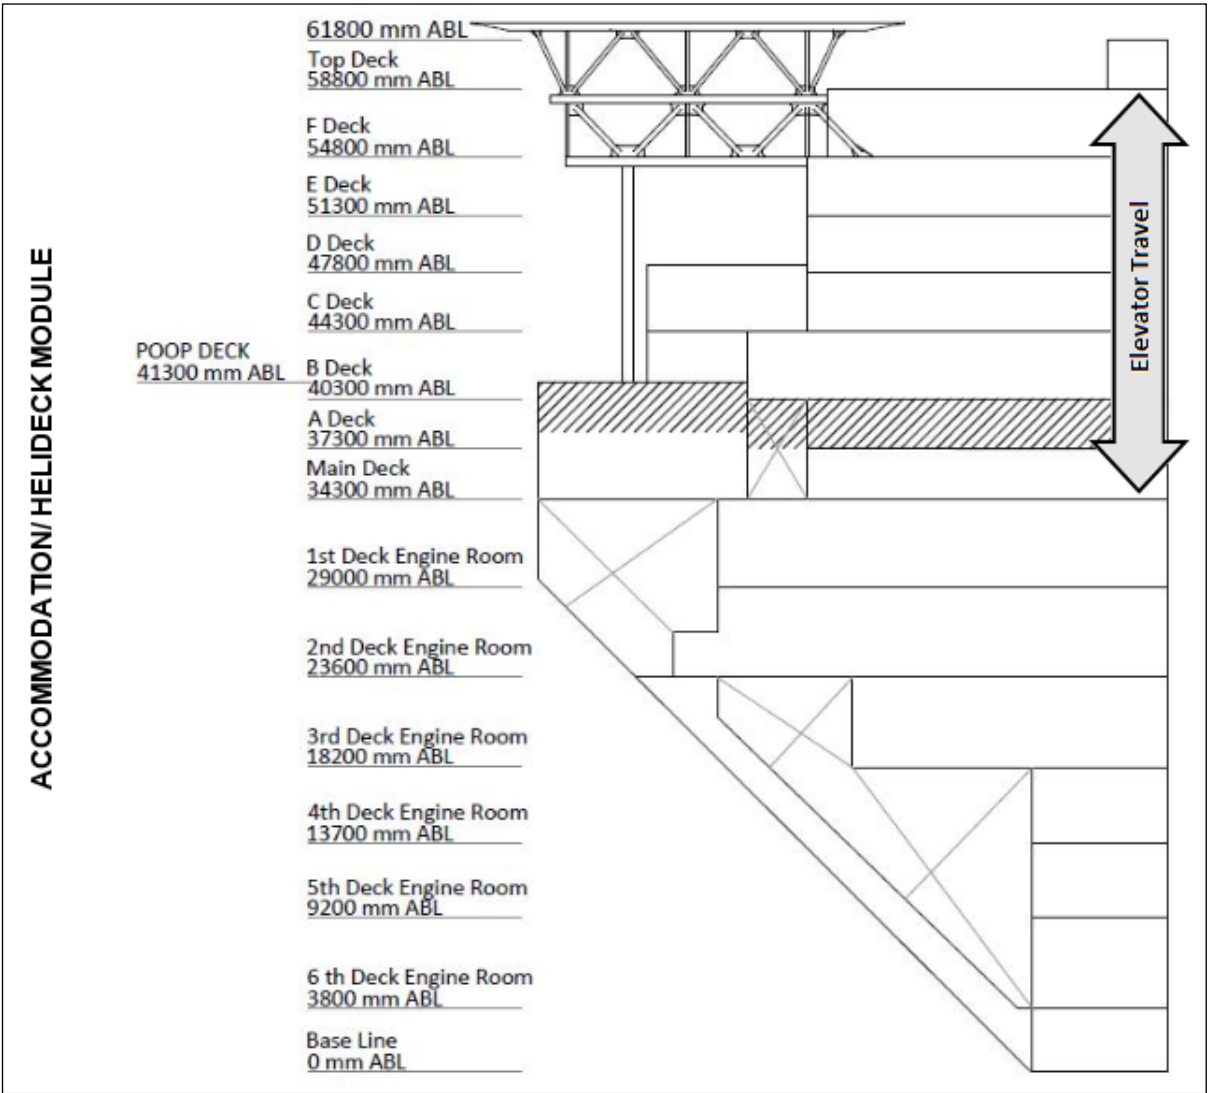 ACCOMMODATION/ HELIDECK MODULE
61800 mm ABL
Top Deck
58800 mm ABL
F Deck
54800 mm ABL
E Deck
51300 mm ABL
D Deck
47800 mm ABL
C Deck
44300 mm ABL
POOP DECK
41300 mm ABL
B Deck
40300 mm ABL
A Deck
37300 mm ABL
Main Deck
34300 mm ABL
1st Deck Engine Room
29000 mm ABL
2nd Deck Engine Room
23600 mm ABL
3rd Deck Engine Room
18200 mm ABL
4th Deck Engine Room
13700 mm ABL
5th Deck Engine Room
9200 mm ABL
6 th Deck Engine Room
3800 mm ABL
Base Line
0 mm ABL
Elevator Travel